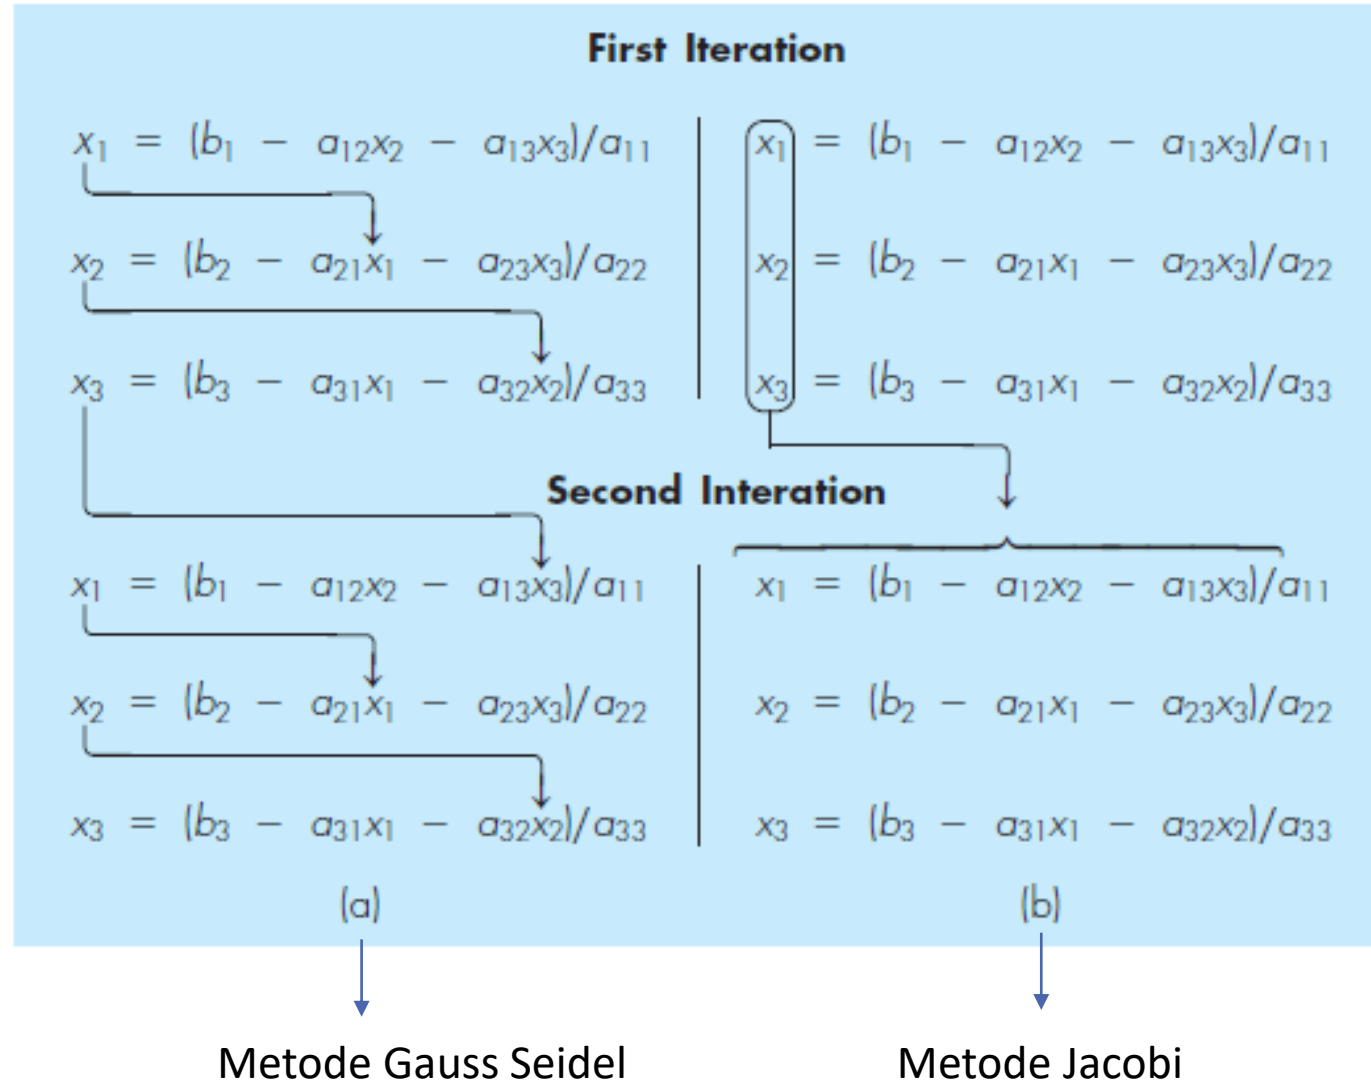 First Iteration
x₁ = (b₁ − a₁₂x₂ − a₁₃x₃)/a₁₁
x₁ = (b₁ − a₁₂x₂ − a₁₃x₃)/a₁₁
x₂ = (b₂ − a₂₁x₁ − a₂₃x₃)/a₂₂
x₂ = (b₂ − a₂₁x₁ − a₂₃x₃)/a₂₂
x₃ = (b₃ − a₃₁x₁ − a₃₂x₂)/a₃₃
x₃ = (b₃ − a₃₁x₁ − a₃₂x₂)/a₃₃
Second Interation
x₁ = (b₁ − a₁₂x₂ − a₁₃x₃)/a₁₁
x₁ = (b₁ − a₁₂x₂ − a₁₃x₃)/a₁₁
x₂ = (b₂ − a₂₁x₁ − a₂₃x₃)/a₂₂
x₂ = (b₂ − a₂₁x₁ − a₂₃x₃)/a₂₂
x₃ = (b₃ − a₃₁x₁ − a₃₂x₂)/a₃₃
x₃ = (b₃ − a₃₁x₁ − a₃₂x₂)/a₃₃
(a)
(b)
Metode Gauss Seidel
Metode Jacobi